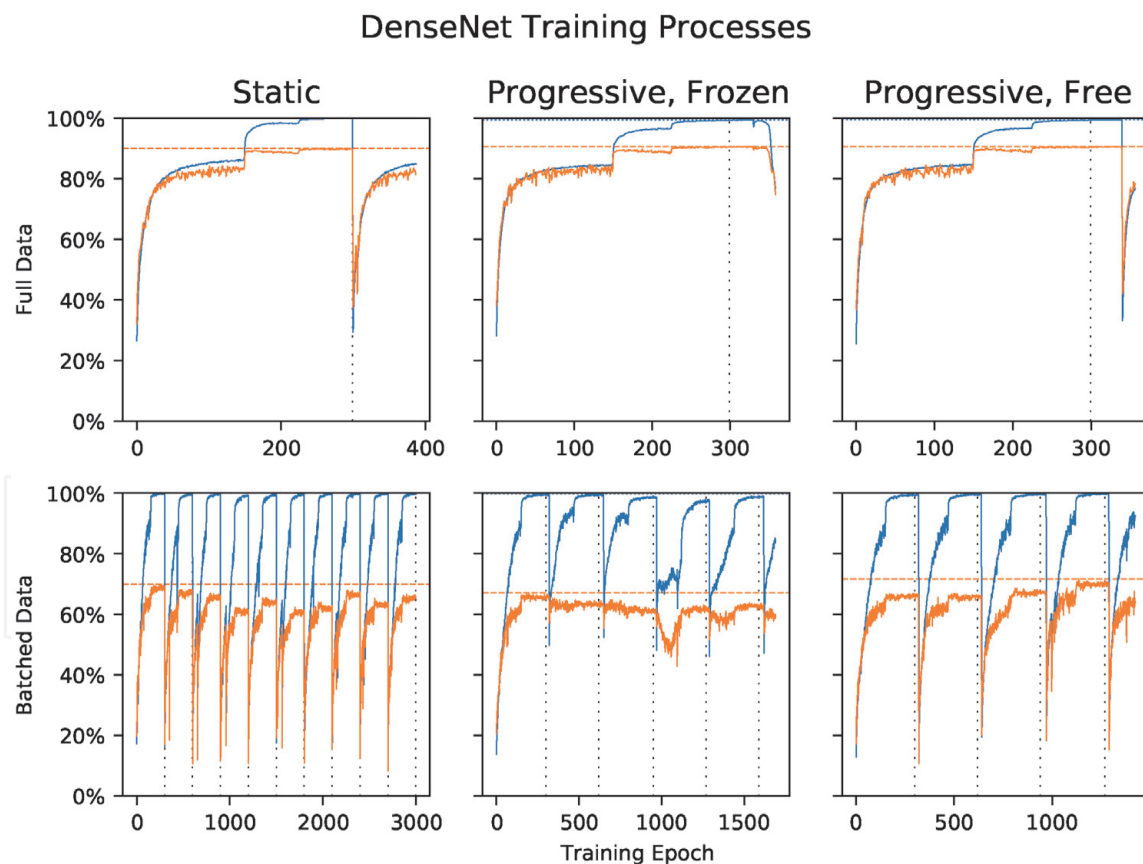 DenseNet Training Processes
Static
Progressive, Frozen
Progressive, Free
Full Data
100%
80%
60%
40%
20%
0%
0 200 400
0 100 200 300
0 100 200 300
Batched Data
100%
80%
60%
40%
20%
0%
0 1000 2000 3000
0 500 1000 1500
0 500 1000
Training Epoch